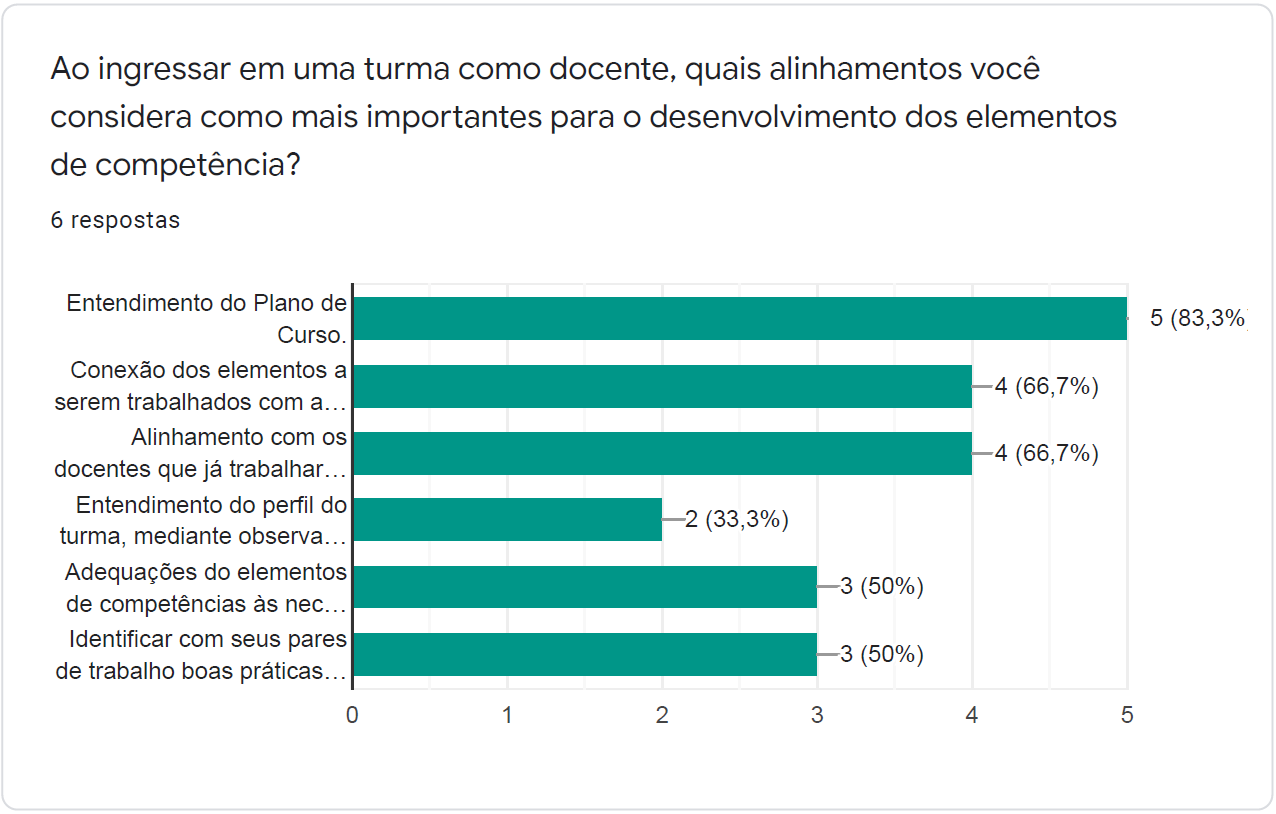 Ao ingressar em uma turma como docente, quais alinhamentos você
considera como mais importantes para o desenvolvimento dos elementos
de competência?
6 respostas
Entendimento do Plano de
Curso.
5 (83,3%)
Conexão dos elementos a
serem trabalhados com a…
4 (66,7%)
Alinhamento com os
docentes que já trabalhar…
4 (66,7%)
Entendimento do perfil do
turma, mediante observa…
2 (33,3%)
Adequações do elementos
de competências às nec…
3 (50%)
Identificar com seus pares
de trabalho boas práticas…
3 (50%)
0 1 2 3 4 5